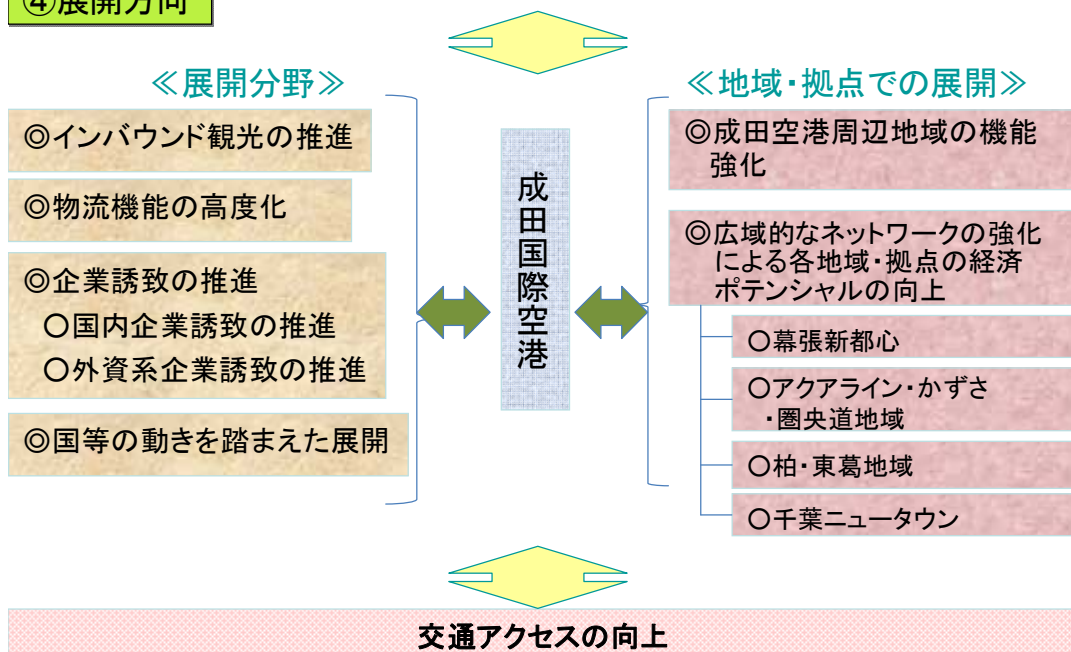 ④展開方向
≪展開分野≫
◎インバウンド観光の推進
◎物流機能の高度化
◎企業誘致の推進
〇国内企業誘致の推進
〇外資系企業誘致の推進
◎国等の動きを踏まえた展開
成田国際空港
≪地域・拠点での展開≫
◎成田空港周辺地域の機能
強化
◎広域的なネットワークの強化
による各地域・拠点の経済
ポテンシャルの向上
〇幕張新都心
〇アクアライン・かずさ
・圏央道地域
〇柏・東葛地域
〇千葉ニュータウン
交通アクセスの向上